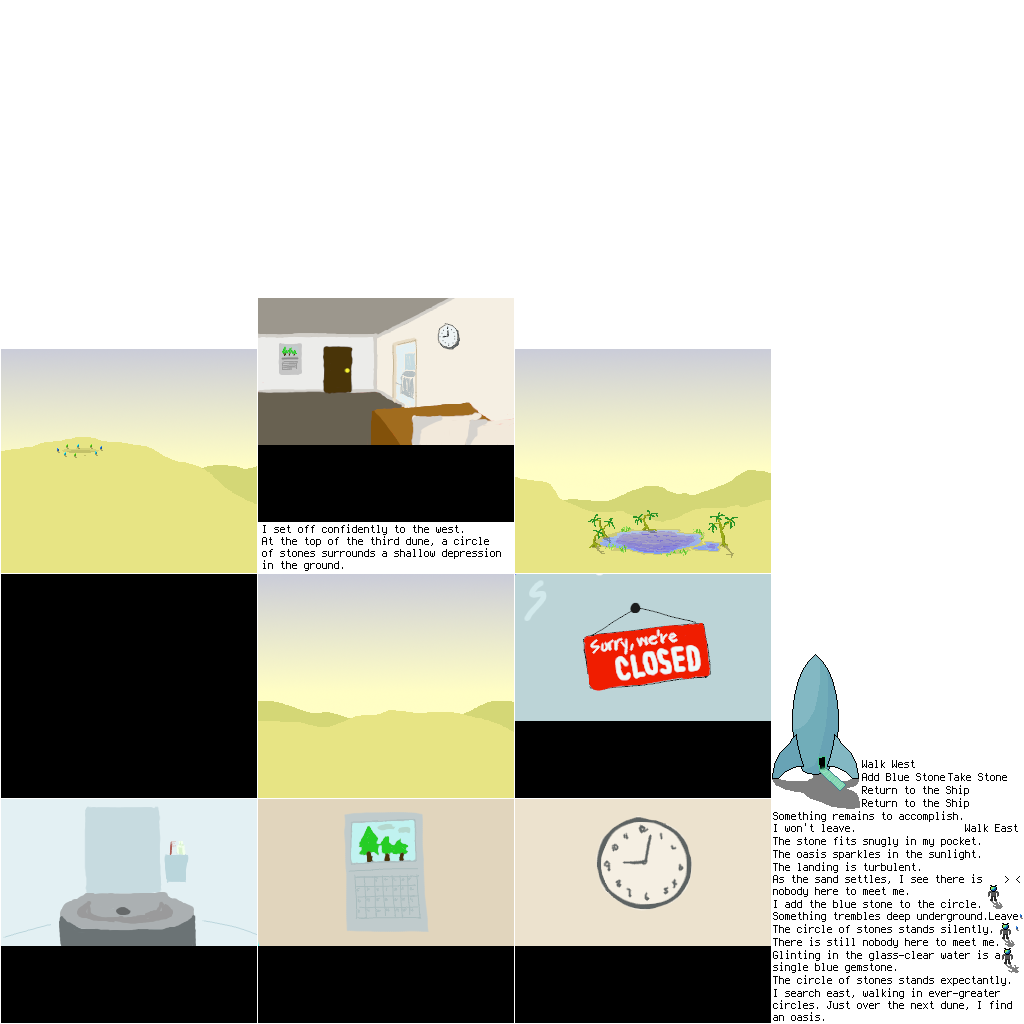 I set off confidently to the west.
At the top of the third dune, a circle
of stones surrounds a shallow depression
in the ground.
Sorry, we're
CLOSED
Walk West
Add Blue Stone Take Stone
Return to the Ship
Return to the Ship
Something remains to accomplish.
I won't leave. Walk East
The stone fits snugly in my pocket.
The oasis sparkles in the sunlight.
The landing is turbulent.
As the sand settles, I see there is > <
nobody here to meet me.
I add the blue stone to the circle.
Something trembles deep underground. Leave
The circle of stones stands silently.
There is still nobody here to meet me.
Glinting in the glass-clear water is a
single blue gemstone.
The circle of stones stands expectantly.
I search east, walking in ever-greater
circles. Just over the next dune, I find
an oasis.